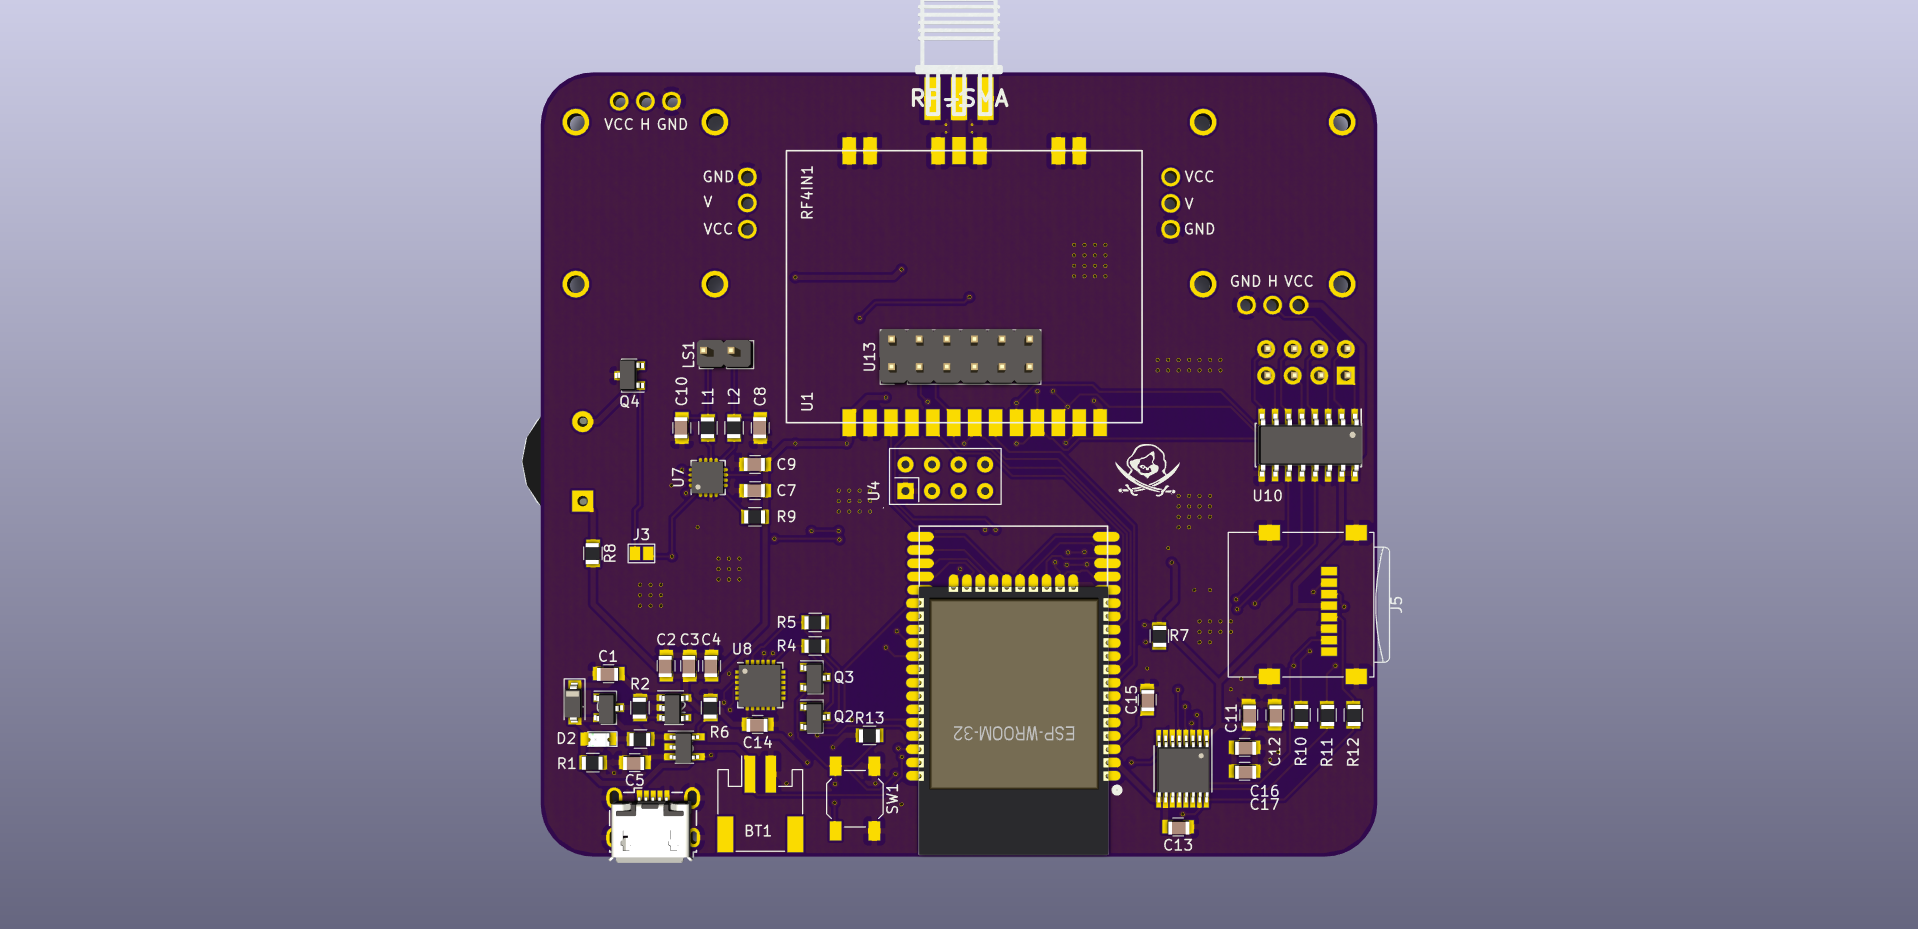 RF-SMA
VCC H GND
GND
V
VCC
RF4IN1
VCC
V
GND
GND H VCC
LS1
U13
Q4
C10
L1
L2
C8
U1
U7
C9
C7
R9
U4
U10
J3
R8
J5
R5
R4
R7
C2
C3
C4
U8
C1
R2
Q3
Q2
R13
R6
C14
D2
R1
C5
ESP-WROOM-32
C15
C11
C12
R10
R11
R12
SW1
BT1
C16
C17
C13